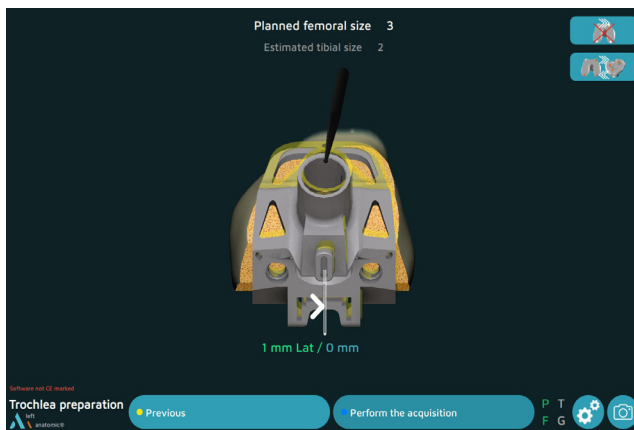 Planned femoral size 3
Estimated tibial size 2
1 mm Lat / 0 mm
Software not CE marked
Trochlea preparation
left
anatomic®
Previous
Perform the acquisition
P T
F G